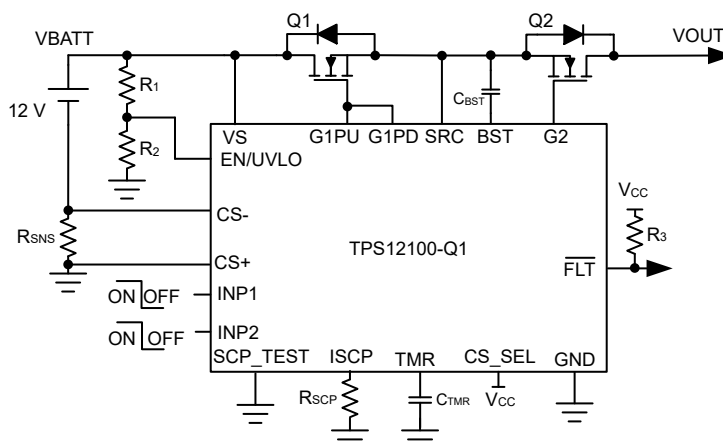 Q1
Q2
VBATT
VOUT
R1
CBST
12 V
VS
G1PU
G1PD
SRC
BST
G2
R2
EN/UVLO
VCC
CS-
R3
RSNS
TPS12100-Q1
CS+
FLT
ON OFF
INP1
ON OFF
INP2
SCP_TEST
ISCP
TMR
CS_SEL
GND
RSCP
CTMR
VCC